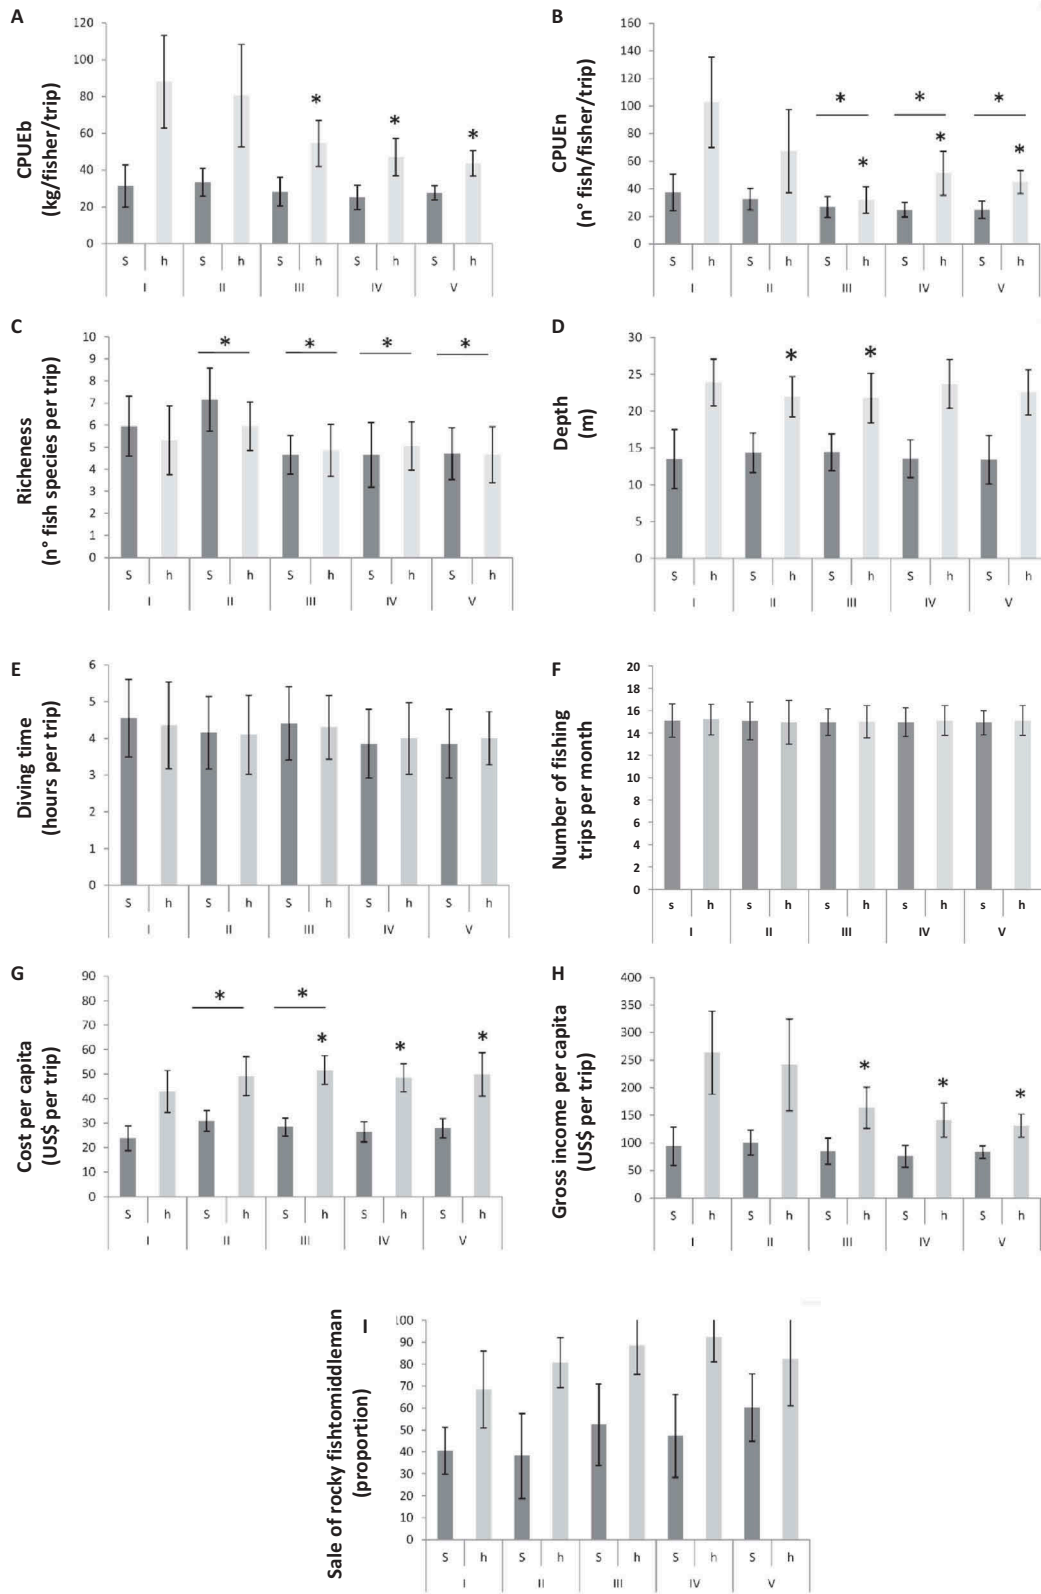 A
CPUEb
(kg/fisher/trip)
120
100
80
60
40
20
0
* * *
S h S h S h S h S h
I II III IV V
B
CPUEn
(n° fish/fisher/trip)
160
140
120
100
80
60
40
20
0
* * *
* * *
S h S h S h S h S h
I II III IV V
C
Richeness
(n° fish species per trip)
10
9
8
7
6
5
4
3
2
1
0
* * * *
S h S h S h S h S h
I II III IV V
D
Depth
(m)
30
25
20
15
10
5
0
* *
S h S h S h S h S h
I II III IV V
E
Diving time
(hours per trip)
6
5
4
3
2
1
0
S h S h S h S h S h
I II III IV V
F
Number of fishing
trips per month
20
18
16
14
12
10
8
6
4
2
0
s h s h s h s h s h
I II III IV V
G
Cost per capita
(US$ per trip)
90
80
70
60
50
40
30
20
10
0
* *
* * *
S h S h S h S h S h
I II III IV V
H
Gross income per capita
(US$ per trip)
400
350
300
250
200
150
100
50
0
* * *
S h S h S h S h S h
I II III IV V
I
Sale of rocky fishtomiddleman
(proportion)
100
90
80
70
60
50
40
30
20
10
0
S h S h S h S h S h
I II III IV V